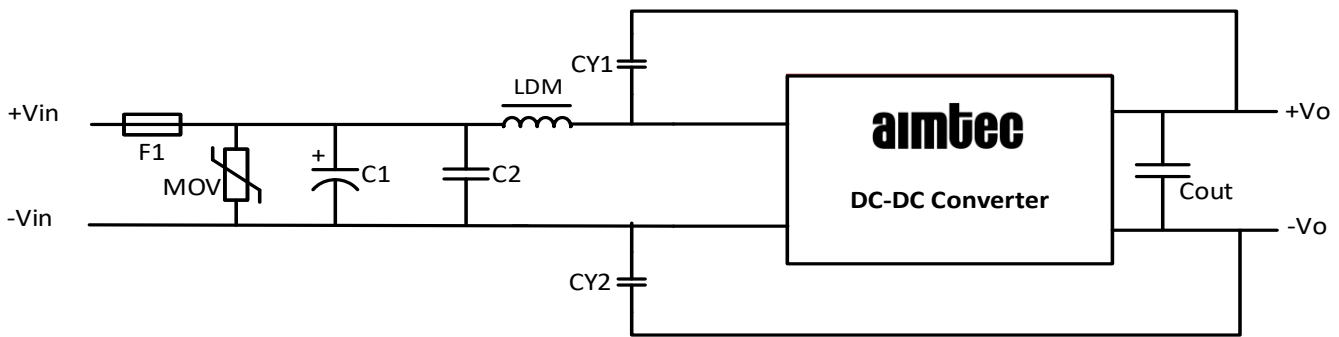 CY1
LDM
+Vin
F1
MOV
+
C1
C2
-Vin
aimtec
DC-DC Converter
+Vo
Cout
-Vo
CY2